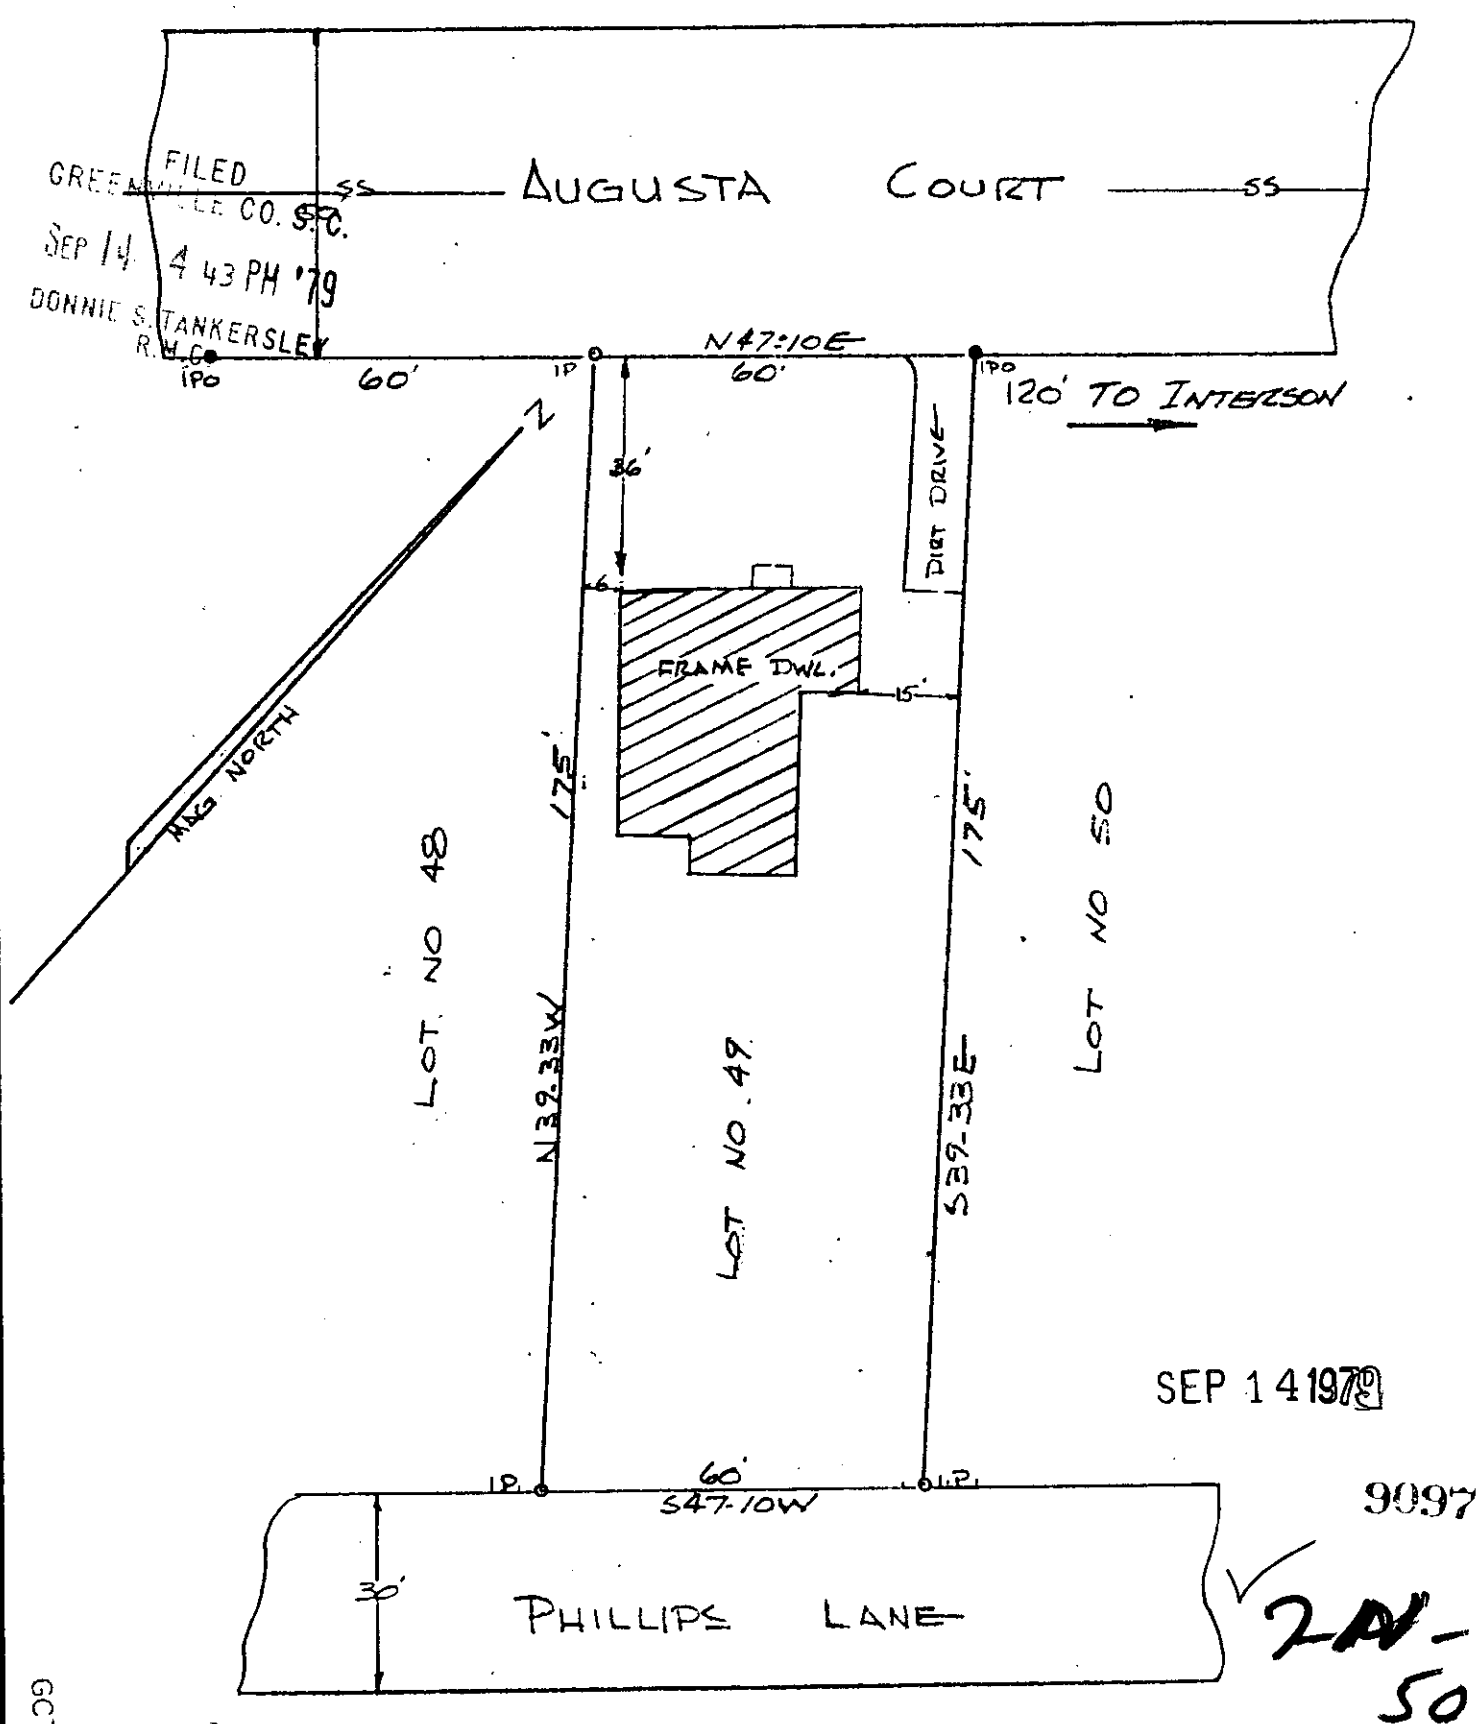 FILED
GREENVILLE CO. S.C.
SEP 14 4 43 PM '79
DONNIE S. TANKERSLEY
R.M.C
SS
AUGUSTA COURT
SS
IPO
60'
IP
N47-10E
60'
IPO
120' TO INTERSON
N
MAG. NORTH
36'
DIRT DRIVE
6
FRAME DWL.
15'
175'
175'
LOT NO 48
LOT NO 50
N39-33W
LOT NO. 49
S39-33E
SEP 14 1979
I.P.
60'
S47-10W
I.P.
9097
30'
PHILLIPS LANE
50